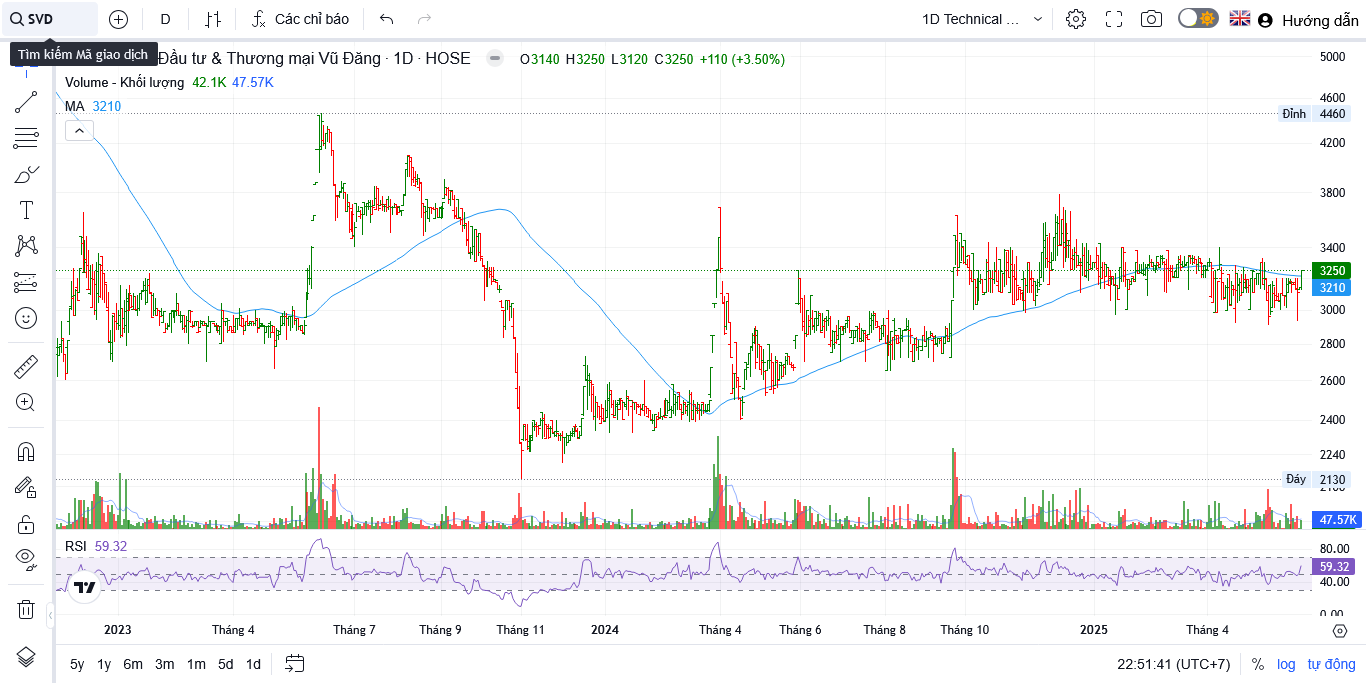 SVD
D
Các chỉ báo
1D Technical ...
Hướng dẫn
Tìm kiếm Mã giao dịch
Đầu tư & Thương mại Vũ Đăng · 1D · HOSE
O3140 H3250 L3120 C3250 +110 (+3.50%)
Volume - Khối lượng 42.1K 47.57K
MA 3210
5000
4600
Đỉnh 4460
4200
3800
3400
3250
3210
3000
2800
2600
2400
2240
Đáy 2130
47.57K
RSI 59.32
80.00
59.32
40.00
0.00
2023 Tháng 4 Tháng 7 Tháng 9 Tháng 11 2024 Tháng 4 Tháng 6 Tháng 8 Tháng 10 2025 Tháng 4
5y 1y 6m 3m 1m 5d 1d
22:51:41 (UTC+7) % log tự động